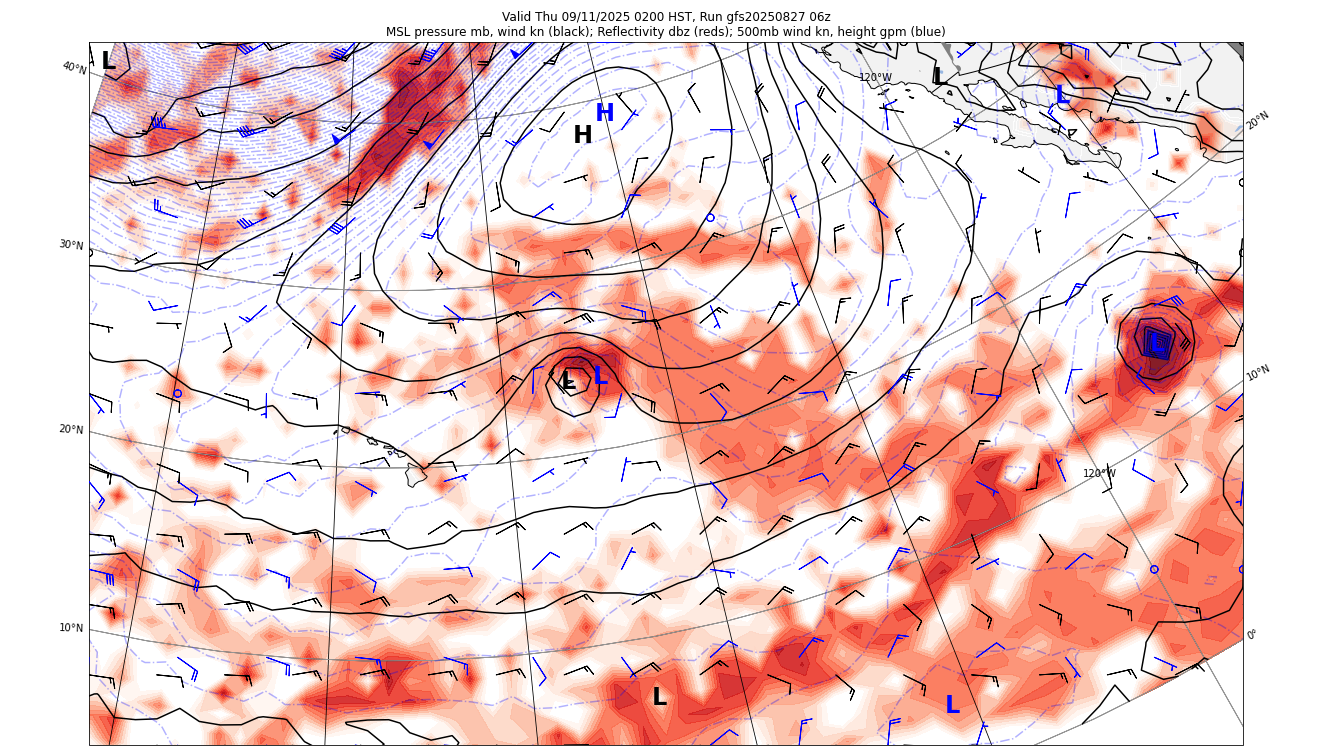 Valid Thu 09/11/2025 0200 HST, Run gfs20250827 06z
MSL pressure mb, wind kn (black); Reflectivity dbz (reds); 500mb wind kn, height gpm (blue)
L
40°N
120°W
L
L
H
H
20°N
30°N
L
L
L
10°N
20°N
120°W
10°N
0°
L
L